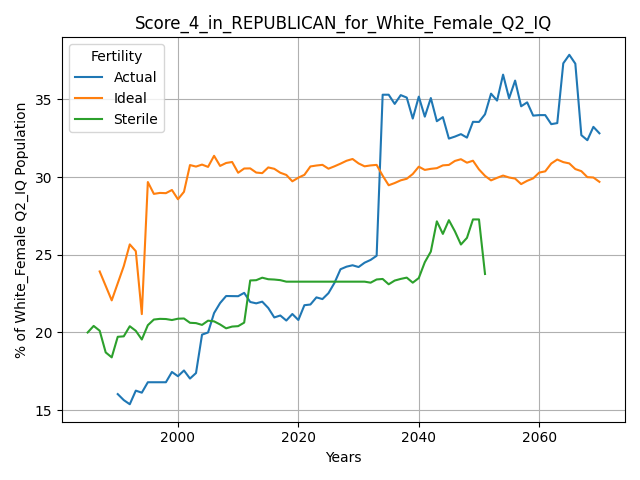 Score_4_in_REPUBLICAN_for_White_Female_Q2_IQ
Fertility
Actual
Ideal
Sterile
% of White_Female Q2_IQ Population
35
30
25
20
15
2000
2020
2040
2060
Years